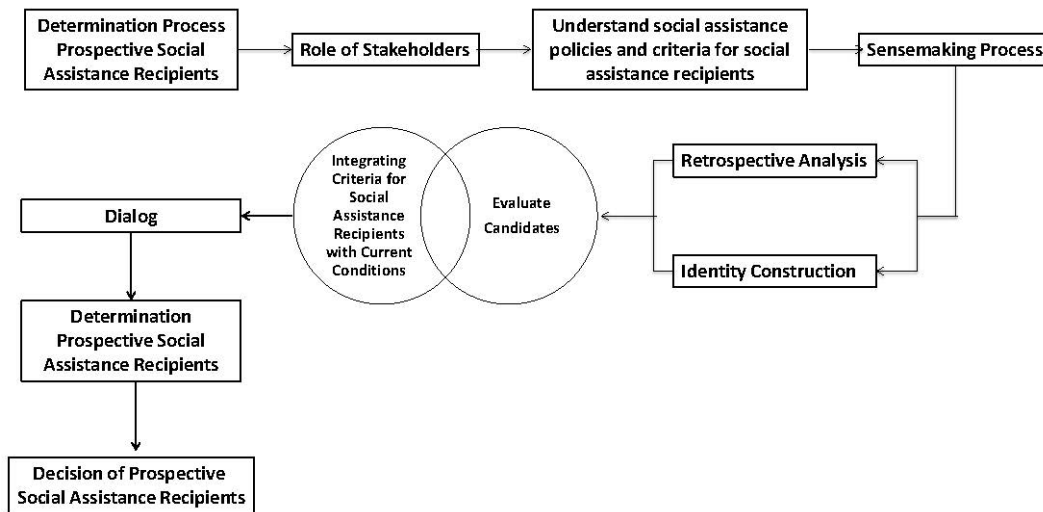 Determination Process
Prospective Social
Assistance Recipients
Role of Stakeholders
Understand social assistance
policies and criteria for social
assistance recipients
Sensemaking Process
Retrospective Analysis
Identity Construction
Evaluate
Candidates
Integrating
Criteria for
Social
Assistance
Recipients
with Current
Conditions
Dialog
Determination
Prospective Social
Assistance Recipients
Decision of Prospective
Social Assistance Recipients